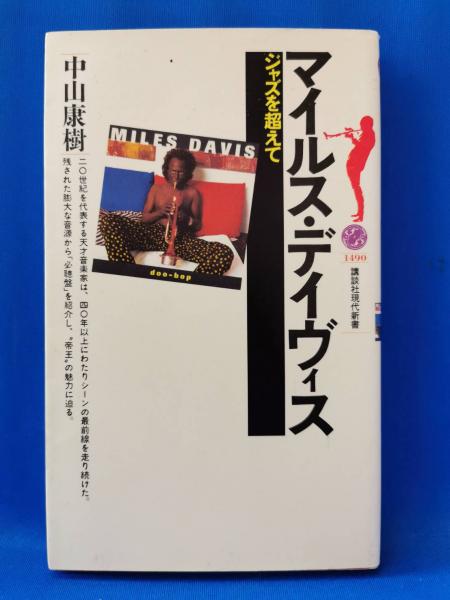 マイルス・デイヴィス
ジャズを超えて
1490
講談社現代新書
MILES DAVIS
doo-bop
中山康樹
二〇世紀を代表する天才音楽家は、四〇年以上にわたりシーンの最前線を走り続けた。
残された膨大な音源から「必聴盤」を紹介し、“帝王”の魅力に迫る。